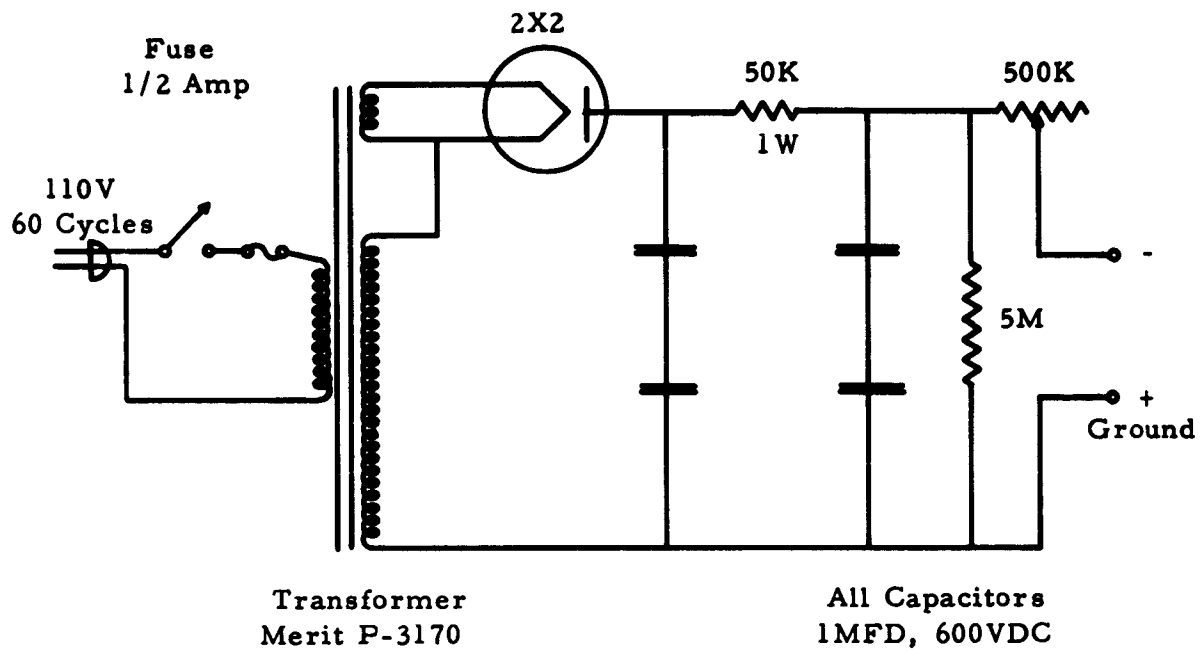 2X2
Fuse
1/2 Amp
50K
500K
1W
110V
60 Cycles
-
5M
+
Ground
Transformer
Merit P-3170
All Capacitors
1MFD, 600VDC